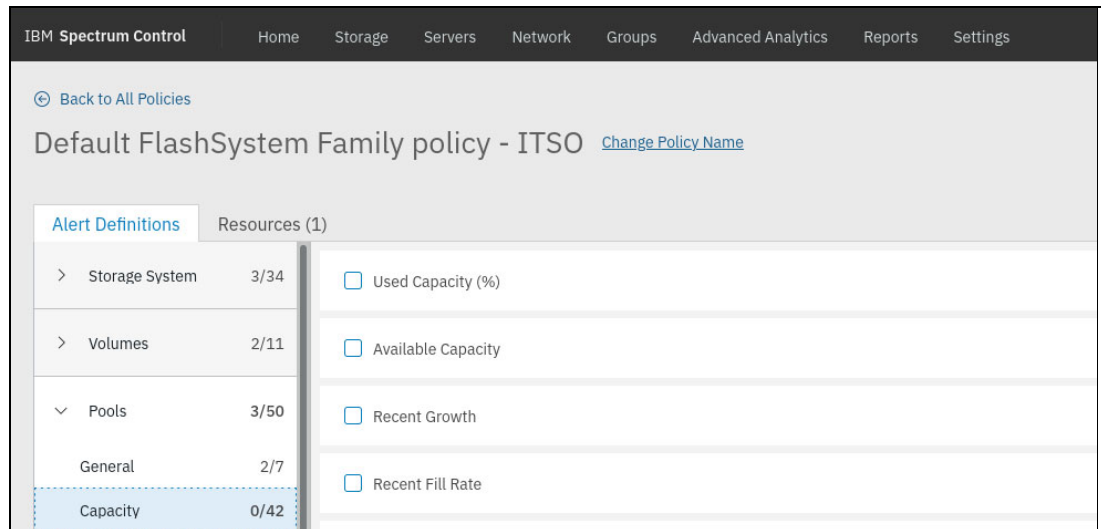 IBM Spectrum Control Home Storage Servers Network Groups Advanced Analytics Reports Settings
Back to All Policies
Default FlashSystem Family policy - ITSO Change Policy Name
Alert Definitions Resources (1)
Storage System 3/34
Used Capacity (%)
Volumes 2/11
Available Capacity
Pools 3/50
Recent Growth
General 2/7
Recent Fill Rate
Capacity 0/42